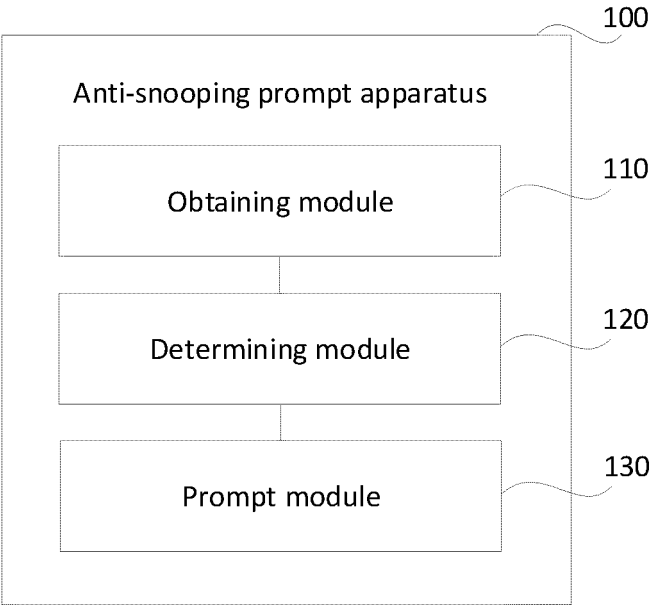 100
Anti-snooping prompt apparatus
110
Obtaining module
120
Determining module
130
Prompt module